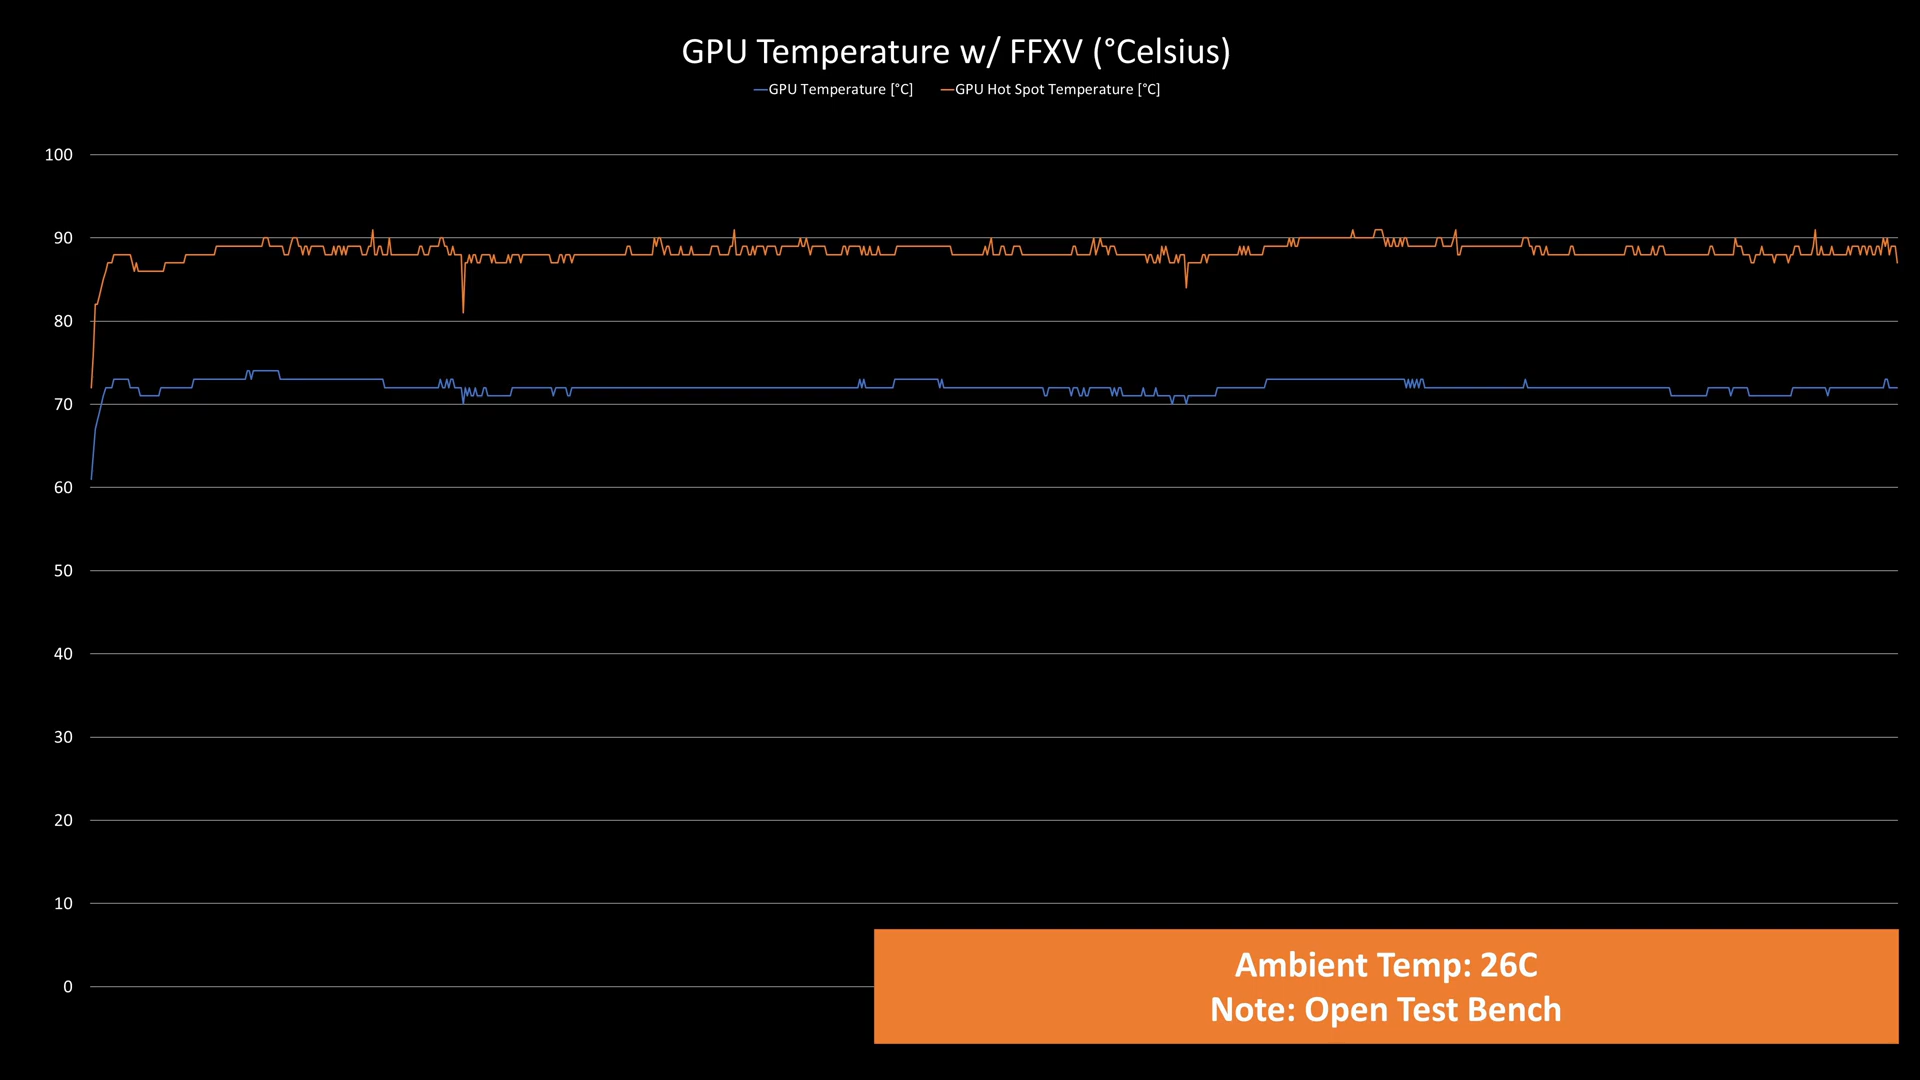 GPU Temperature w/ FFXV (°Celsius)
GPU Temperature [°C] GPU Hot Spot Temperature [°C]
100
90
80
70
60
50
40
30
20
10
0
Ambient Temp: 26C
Note: Open Test Bench